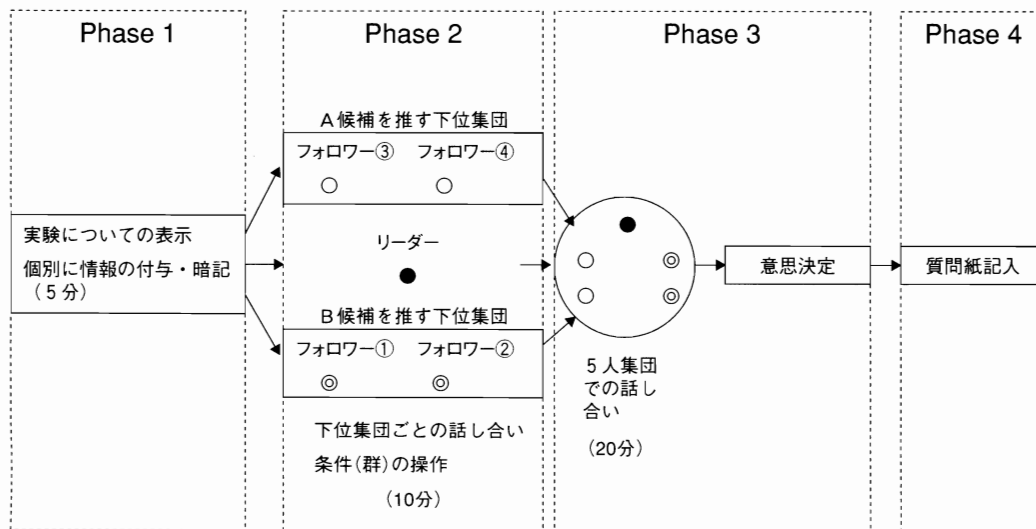 Phase 1
実験についての表示
個別に情報の付与・暗記
(5分)
Phase 2
A候補を推す下位集団
フォロワー③ フォロワー④
リーダー
B候補を推す下位集団
フォロワー① フォロワー②
下位集団ごとの話し合い
条件(群)の操作
(10分)
Phase 3
5人集団
での話し
合い
(20分)
意思決定
Phase 4
質問紙記入